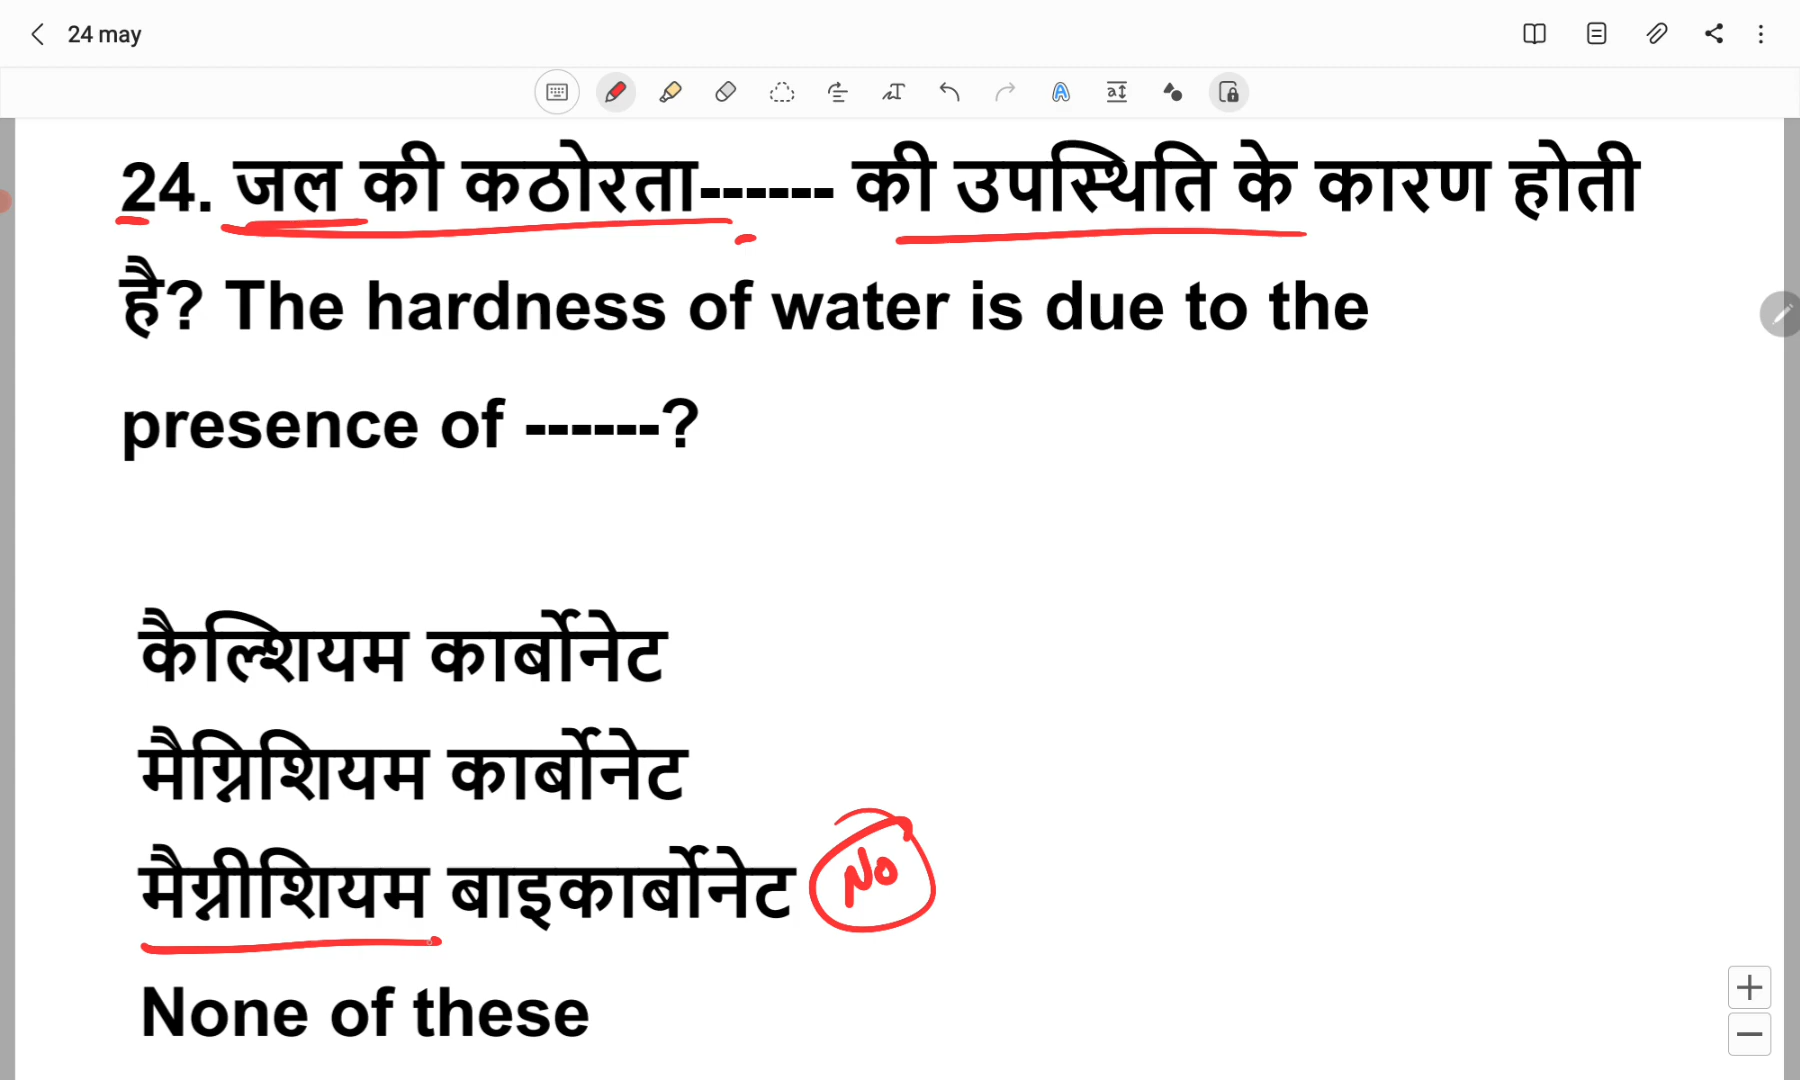 24 may
24. जल की कठोरता------ की उपस्थिति के कारण होती
है? The hardness of water is due to the
presence of ------?
कैल्शियम कार्बोनेट
मैग्निशियम कार्बोनेट
मैग्नीशियम बाइकार्बोनेट No
None of these